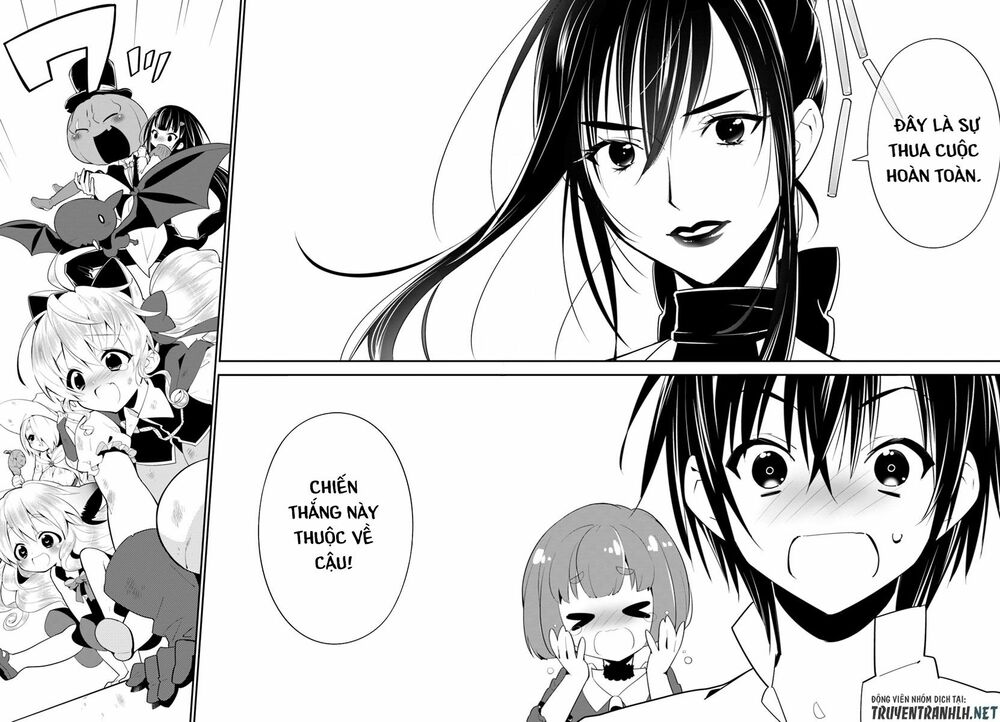 ĐÂY LÀ SỰ
THUA CUỘC
HOÀN TOÀN.
CHIẾN
THẮNG NÀY
THUỘC VỀ
CẬU!
ワ
ĐỘNG VIÊN NHÓM DỊCH TẠI:
TRUYENTRANHLH.NET